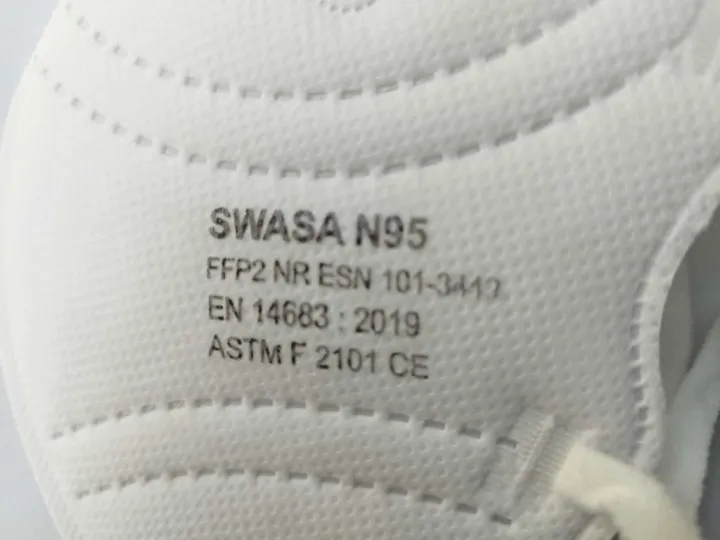 SWASA N95
FFP2 NR ESN
EN 14683 : 2019
ASTM F 2101 CE